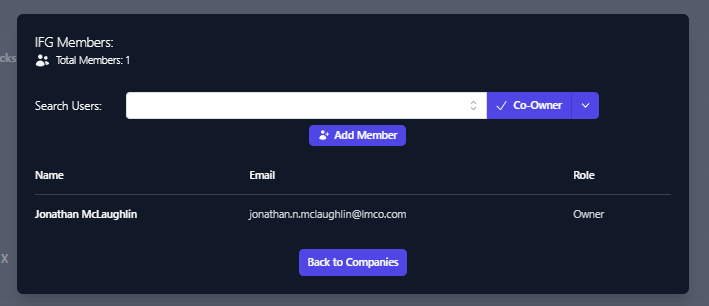 IFG Members:
Total Members: 1
cks
Search Users:
Co-Owner
Add Member
Name Email Role
Jonathan McLaughlin jonathan.n.mclaughlin@lmco.com Owner
X
Back to Companies